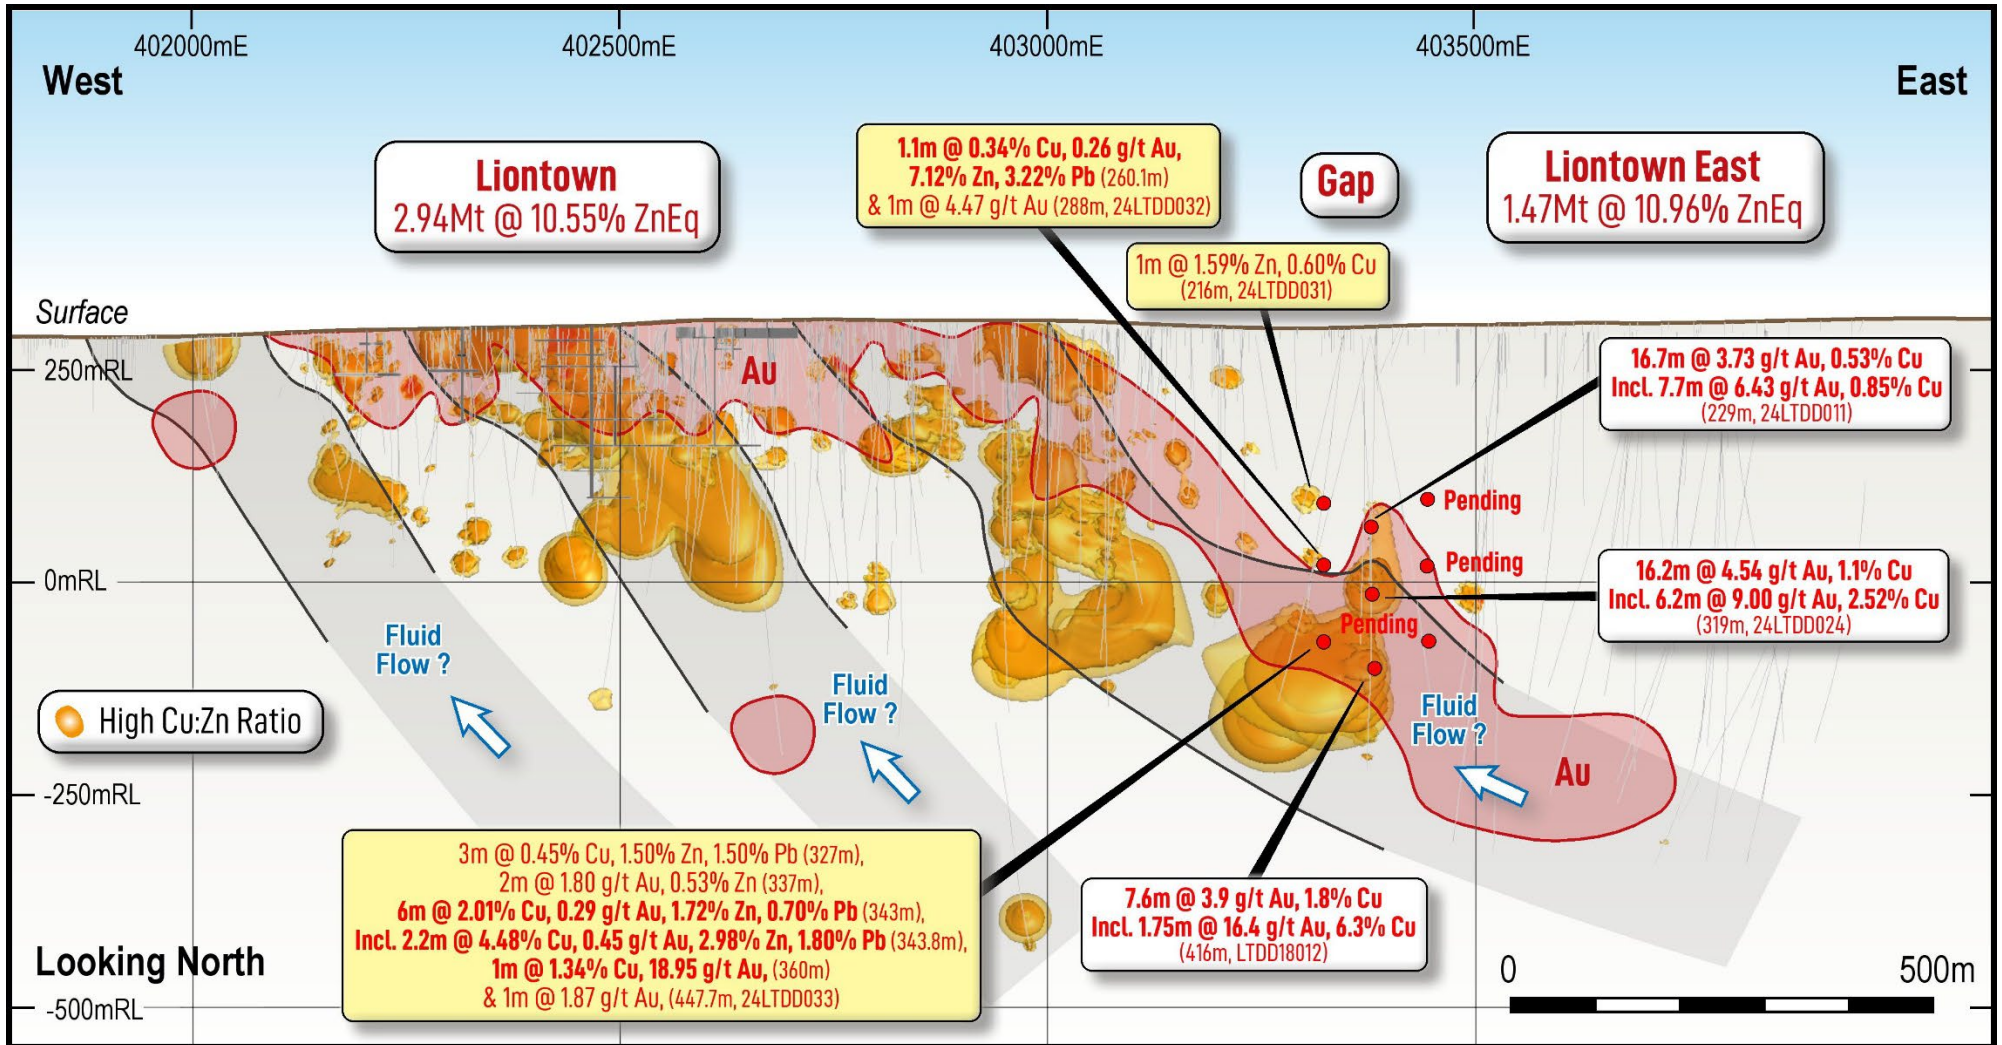 402000mE
402500mE
403000mE
403500mE
West
East
Liontown
2.94Mt @ 10.55% ZnEq
1.1m @ 0.34% Cu, 0.26 g/t Au,
7.12% Zn, 3.22% Pb (260.1m)
& 1m @ 4.47 g/t Au (288m, 24LTDD032)
Gap
Liontown East
1.47Mt @ 10.96% ZnEq
1m @ 1.59% Zn, 0.60% Cu
(216m, 24LTDD031)
Surface
250mRL
Au
16.7m @ 3.73 g/t Au, 0.53% Cu
Incl. 7.7m @ 6.43 g/t Au, 0.85% Cu
(229m, 24LTDD011)
Pending
Pending
0mRL
16.2m @ 4.54 g/t Au, 1.1% Cu
Incl. 6.2m @ 9.00 g/t Au, 2.52% Cu
(319m, 24LTDD024)
Pending
Fluid
Flow ?
Fluid
Flow ?
Fluid
Flow ?
High Cu:Zn Ratio
Au
-250mRL
3m @ 0.45% Cu, 1.50% Zn, 1.50% Pb (327m),
2m @ 1.80 g/t Au, 0.53% Zn (337m),
6m @ 2.01% Cu, 0.29 g/t Au, 1.72% Zn, 0.70% Pb (343m),
Incl. 2.2m @ 4.48% Cu, 0.45 g/t Au, 2.98% Zn, 1.80% Pb (343.8m),
1m @ 1.34% Cu, 18.95 g/t Au, (360m)
& 1m @ 1.87 g/t Au, (447.7m, 24LTDD033)
7.6m @ 3.9 g/t Au, 1.8% Cu
Incl. 1.75m @ 16.4 g/t Au, 6.3% Cu
(416m, LTDD18012)
Looking North
0
500m
-500mRL